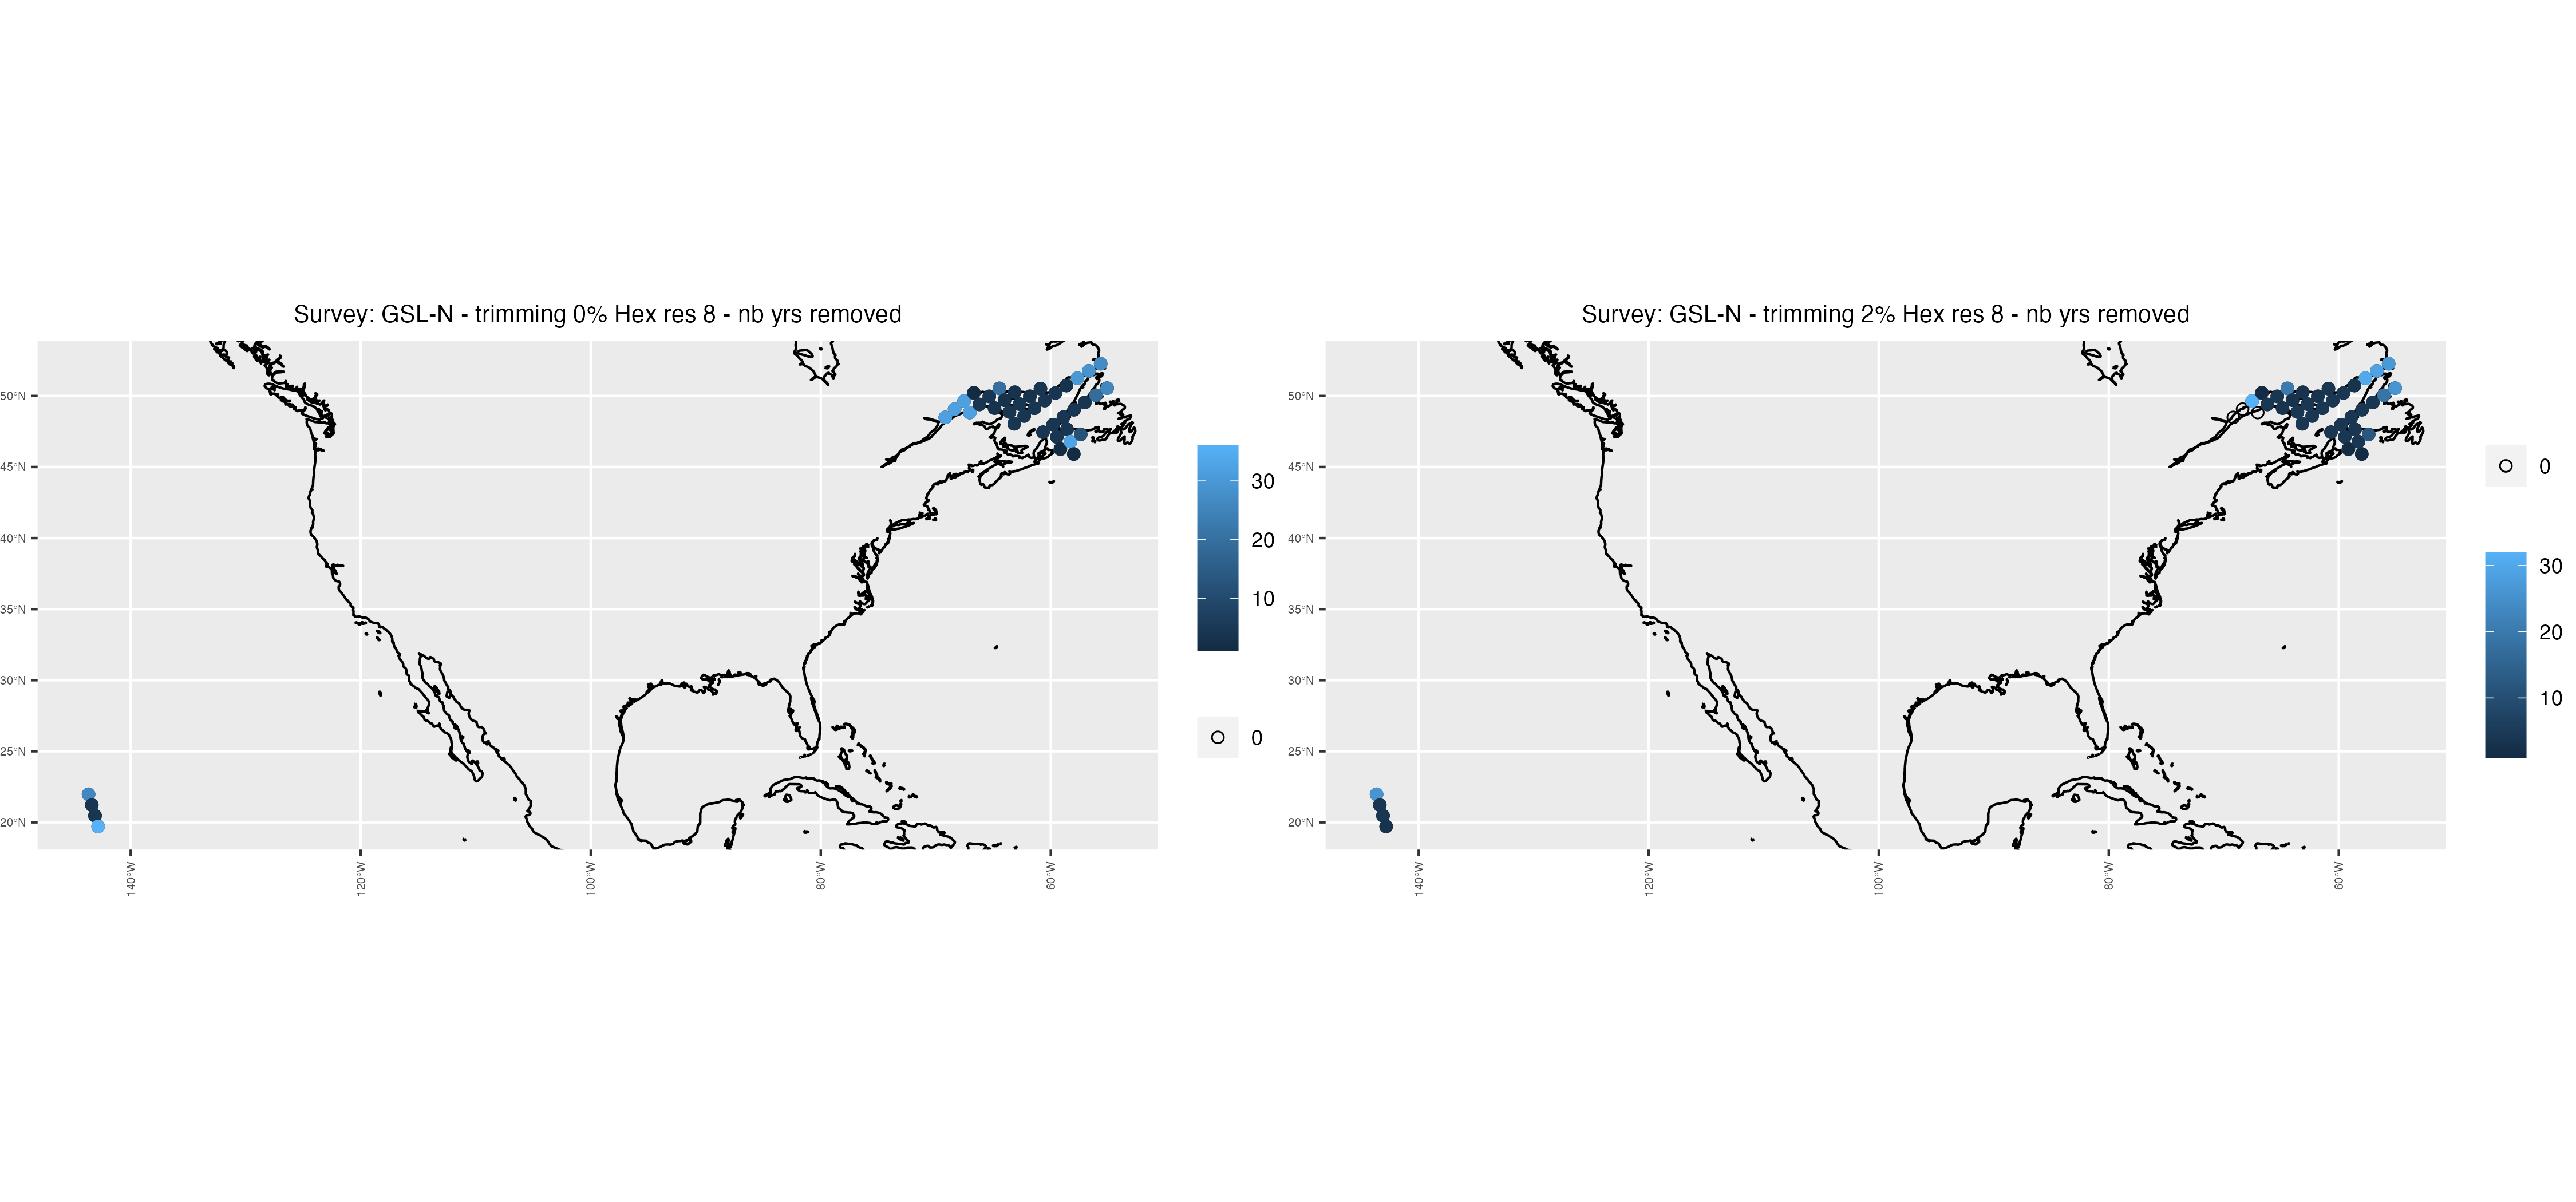 Survey: GSL-N - trimming 0% Hex res 8 - nb yrs removed
50°N
45°N
40°N
35°N
30°N
25°N
20°N
140°W
120°W
100°W
80°W
60°W
30
20
10
0
Survey: GSL-N - trimming 2% Hex res 8 - nb yrs removed
50°N
45°N
40°N
35°N
30°N
25°N
20°N
140°W
120°W
100°W
80°W
60°W
0
30
20
10